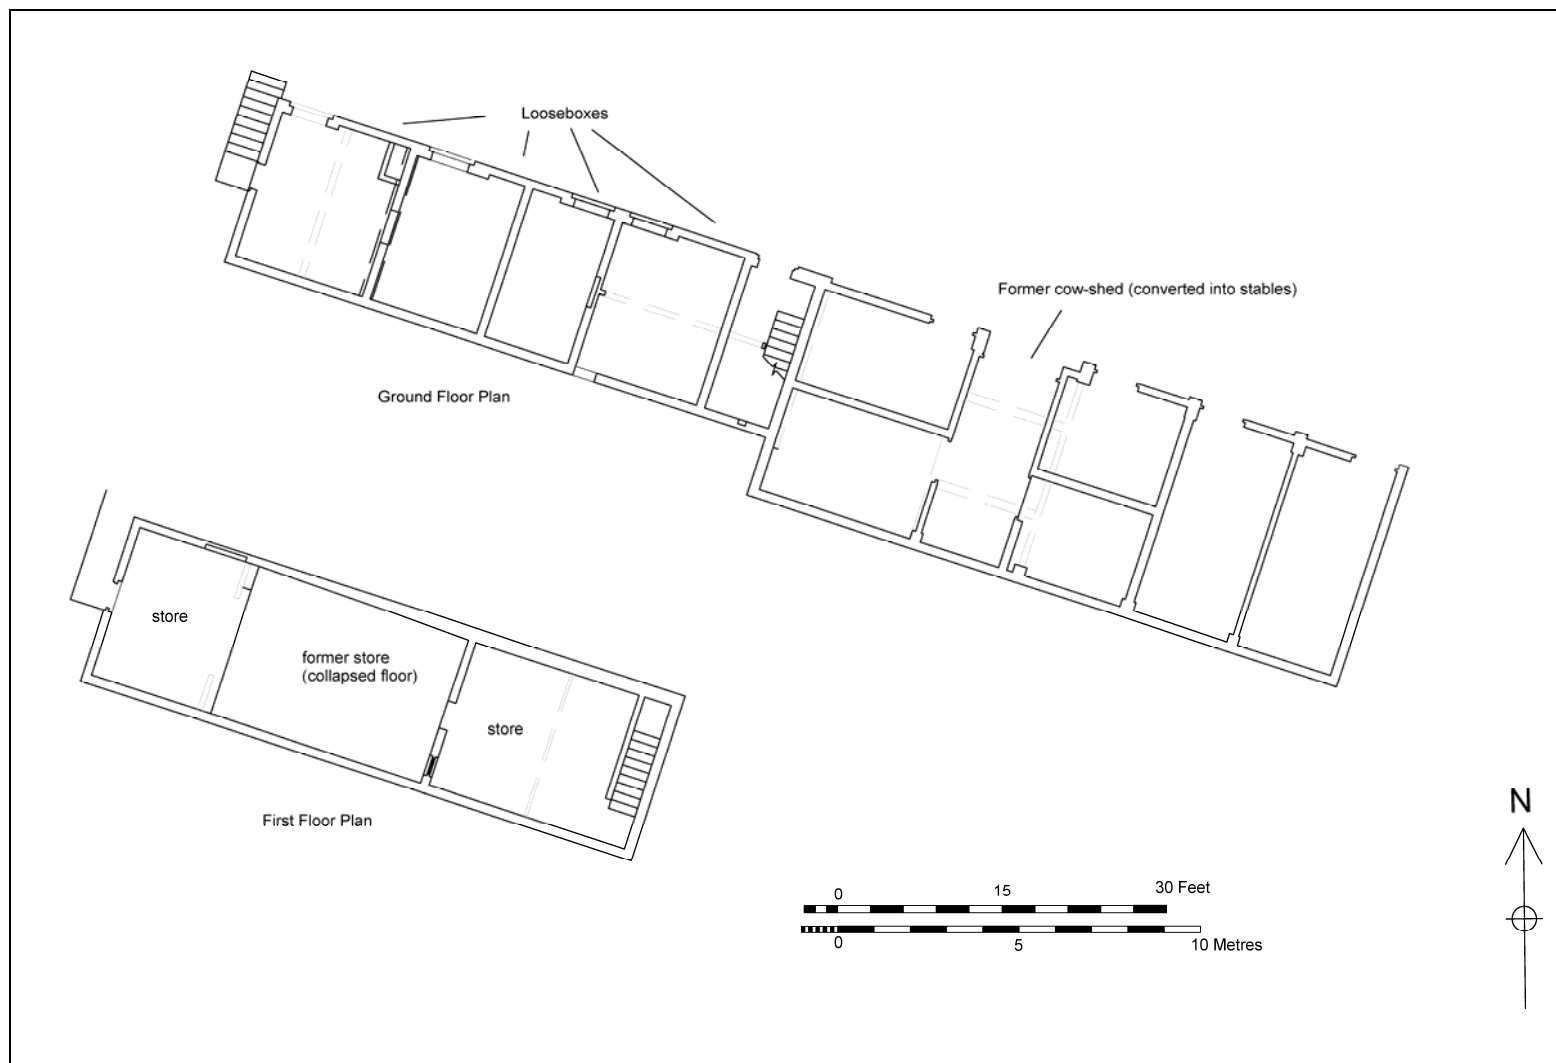 Looseboxes
Former cow-shed (converted into stables)
Ground Floor Plan
store
former store
(collapsed floor)
store
First Floor Plan
N
0 15 30 Feet
0 5 10 Metres